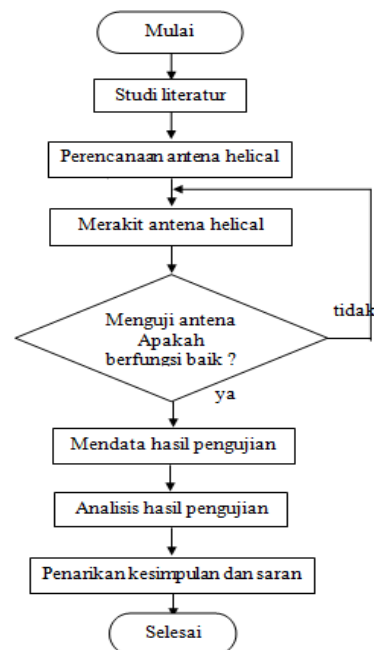 Mulai
Studi literatur
Perencanaan antena helical
Merakit antena helical
Menguji antena
Apakah
berfungsi baik ?
tidak
ya
Mendata hasil pengujian
Analisis hasil pengujian
Penarikan kesimpulan dan saran
Selesai